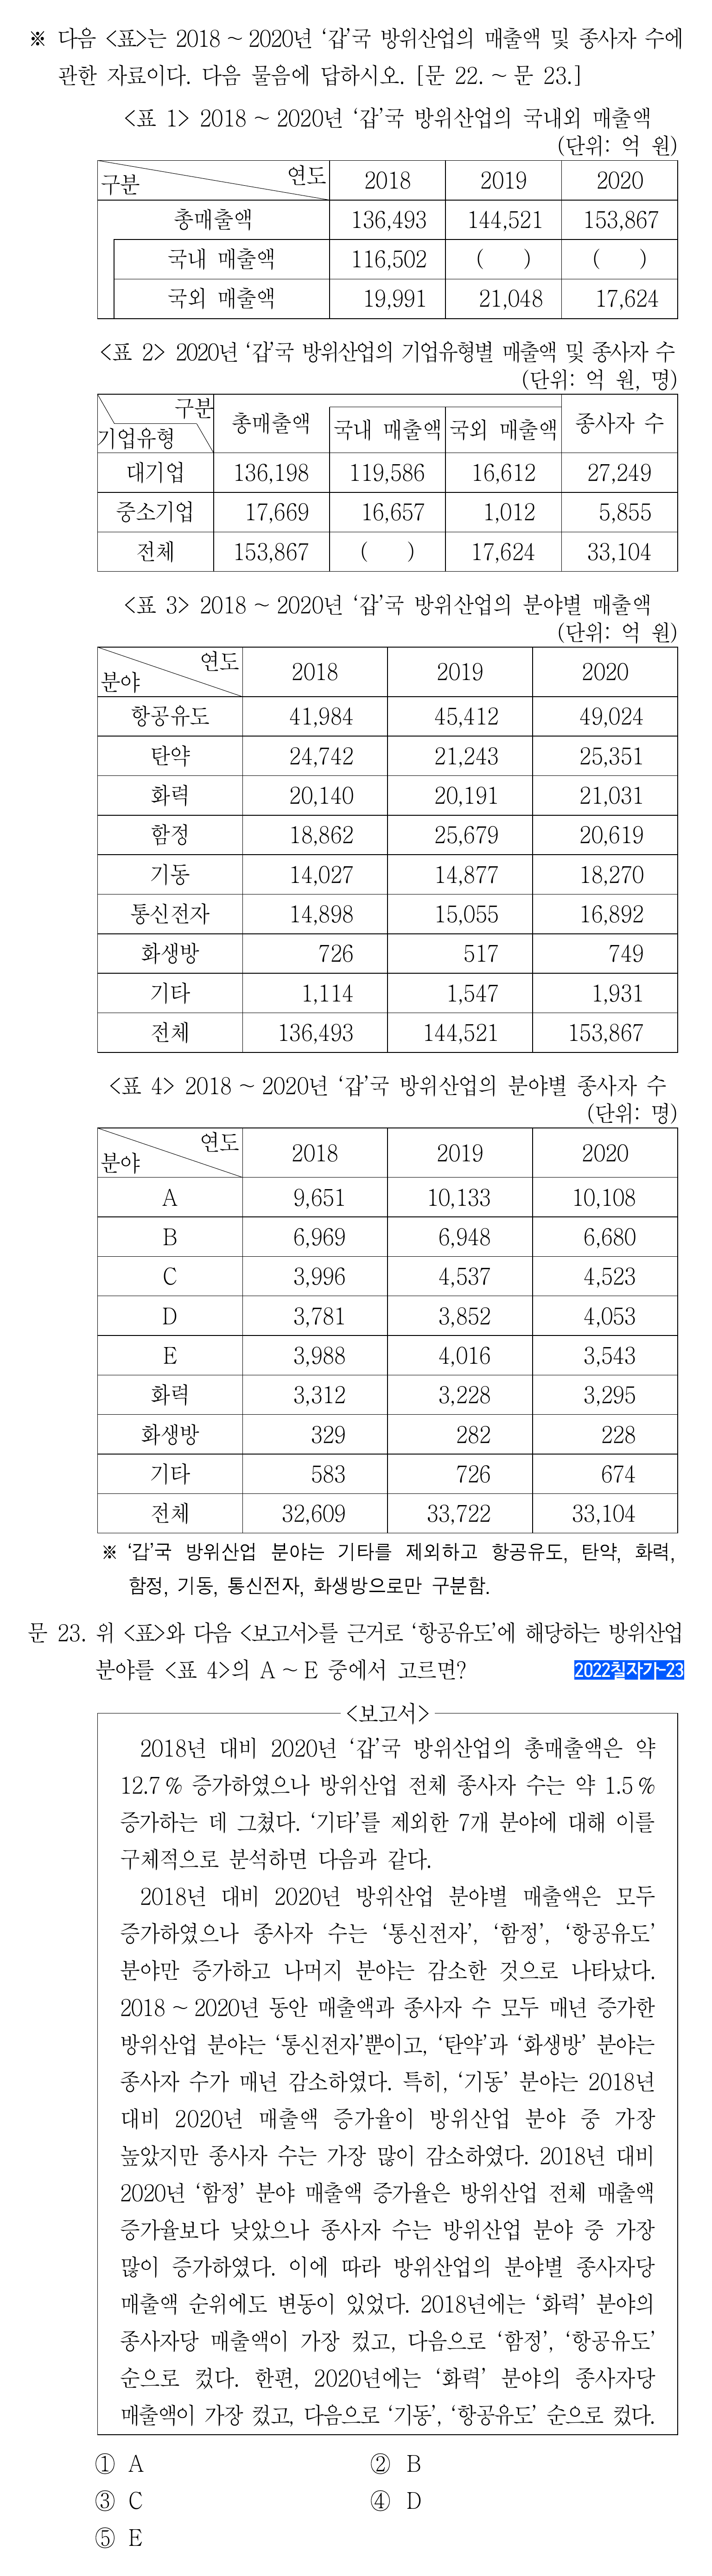 ※ 다음 <표>는 2018 ~ 2020년 ‘갑’국 방위산업의 매출액 및 종사자 수에
관한 자료이다. 다음 물음에 답하시오. [문 22. ~ 문 23.]
<표 1> 2018 ~ 2020년 ‘갑’국 방위산업의 국내외 매출액
(단위: 억 원)
구분 연도 2018 2019 2020
총매출액 136,493 144,521 153,867
국내 매출액 116,502 ( ) ( )
국외 매출액 19,991 21,048 17,624
<표 2> 2020년 ‘갑’국 방위산업의 기업유형별 매출액 및 종사자 수
(단위: 억 원, 명)
기업유형 구분 총매출액 국내 매출액 국외 매출액 종사자 수
대기업 136,198 119,586 16,612 27,249
중소기업 17,669 16,657 1,012 5,855
전체 153,867 ( ) 17,624 33,104
<표 3> 2018 ~ 2020년 ‘갑’국 방위산업의 분야별 매출액
(단위: 억 원)
분야 연도 2018 2019 2020
항공유도 41,984 45,412 49,024
탄약 24,742 21,243 25,351
화력 20,140 20,191 21,031
함정 18,862 25,679 20,619
기동 14,027 14,877 18,270
통신전자 14,898 15,055 16,892
화생방 726 517 749
기타 1,114 1,547 1,931
전체 136,493 144,521 153,867
<표 4> 2018 ~ 2020년 ‘갑’국 방위산업의 분야별 종사자 수
(단위: 명)
분야 연도 2018 2019 2020
A 9,651 10,133 10,108
B 6,969 6,948 6,680
C 3,996 4,537 4,523
D 3,781 3,852 4,053
E 3,988 4,016 3,543
화력 3,312 3,228 3,295
화생방 329 282 228
기타 583 726 674
전체 32,609 33,722 33,104
※ ‘갑’국 방위산업 분야는 기타를 제외하고 항공유도, 탄약, 화력,
함정, 기동, 통신전자, 화생방으로만 구분함.
문 23. 위 <표>와 다음 <보고서>를 근거로 ‘항공유도’에 해당하는 방위산업
분야를 <표 4>의 A ~ E 중에서 고르면? 2022칠자가-23
<보고서>
2018년 대비 2020년 ‘갑’국 방위산업의 총매출액은 약
12.7 % 증가하였으나 방위산업 전체 종사자 수는 약 1.5 %
증가하는 데 그쳤다. ‘기타’를 제외한 7개 분야에 대해 이를
구체적으로 분석하면 다음과 같다.
2018년 대비 2020년 방위산업 분야별 매출액은 모두
증가하였으나 종사자 수는 ‘통신전자’, ‘함정’, ‘항공유도’
분야만 증가하고 나머지 분야는 감소한 것으로 나타났다.
2018 ~ 2020년 동안 매출액과 종사자 수 모두 매년 증가한
방위산업 분야는 ‘통신전자’뿐이고, ‘탄약’과 ‘화생방’ 분야는
종사자 수가 매년 감소하였다. 특히, ‘기동’ 분야는 2018년
대비 2020년 매출액 증가율이 방위산업 분야 중 가장
높았지만 종사자 수는 가장 많이 감소하였다. 2018년 대비
2020년 ‘함정’ 분야 매출액 증가율은 방위산업 전체 매출액
증가율보다 낮았으나 종사자 수는 방위산업 분야 중 가장
많이 증가하였다. 이에 따라 방위산업의 분야별 종사자당
매출액 순위에도 변동이 있었다. 2018년에는 ‘화력’ 분야의
종사자당 매출액이 가장 컸고, 다음으로 ‘함정’, ‘항공유도’
순으로 컸다. 한편, 2020년에는 ‘화력’ 분야의 종사자당
매출액이 가장 컸고, 다음으로 ‘기동’, ‘항공유도’ 순으로 컸다.
① A ② B
③ C ④ D
⑤ E